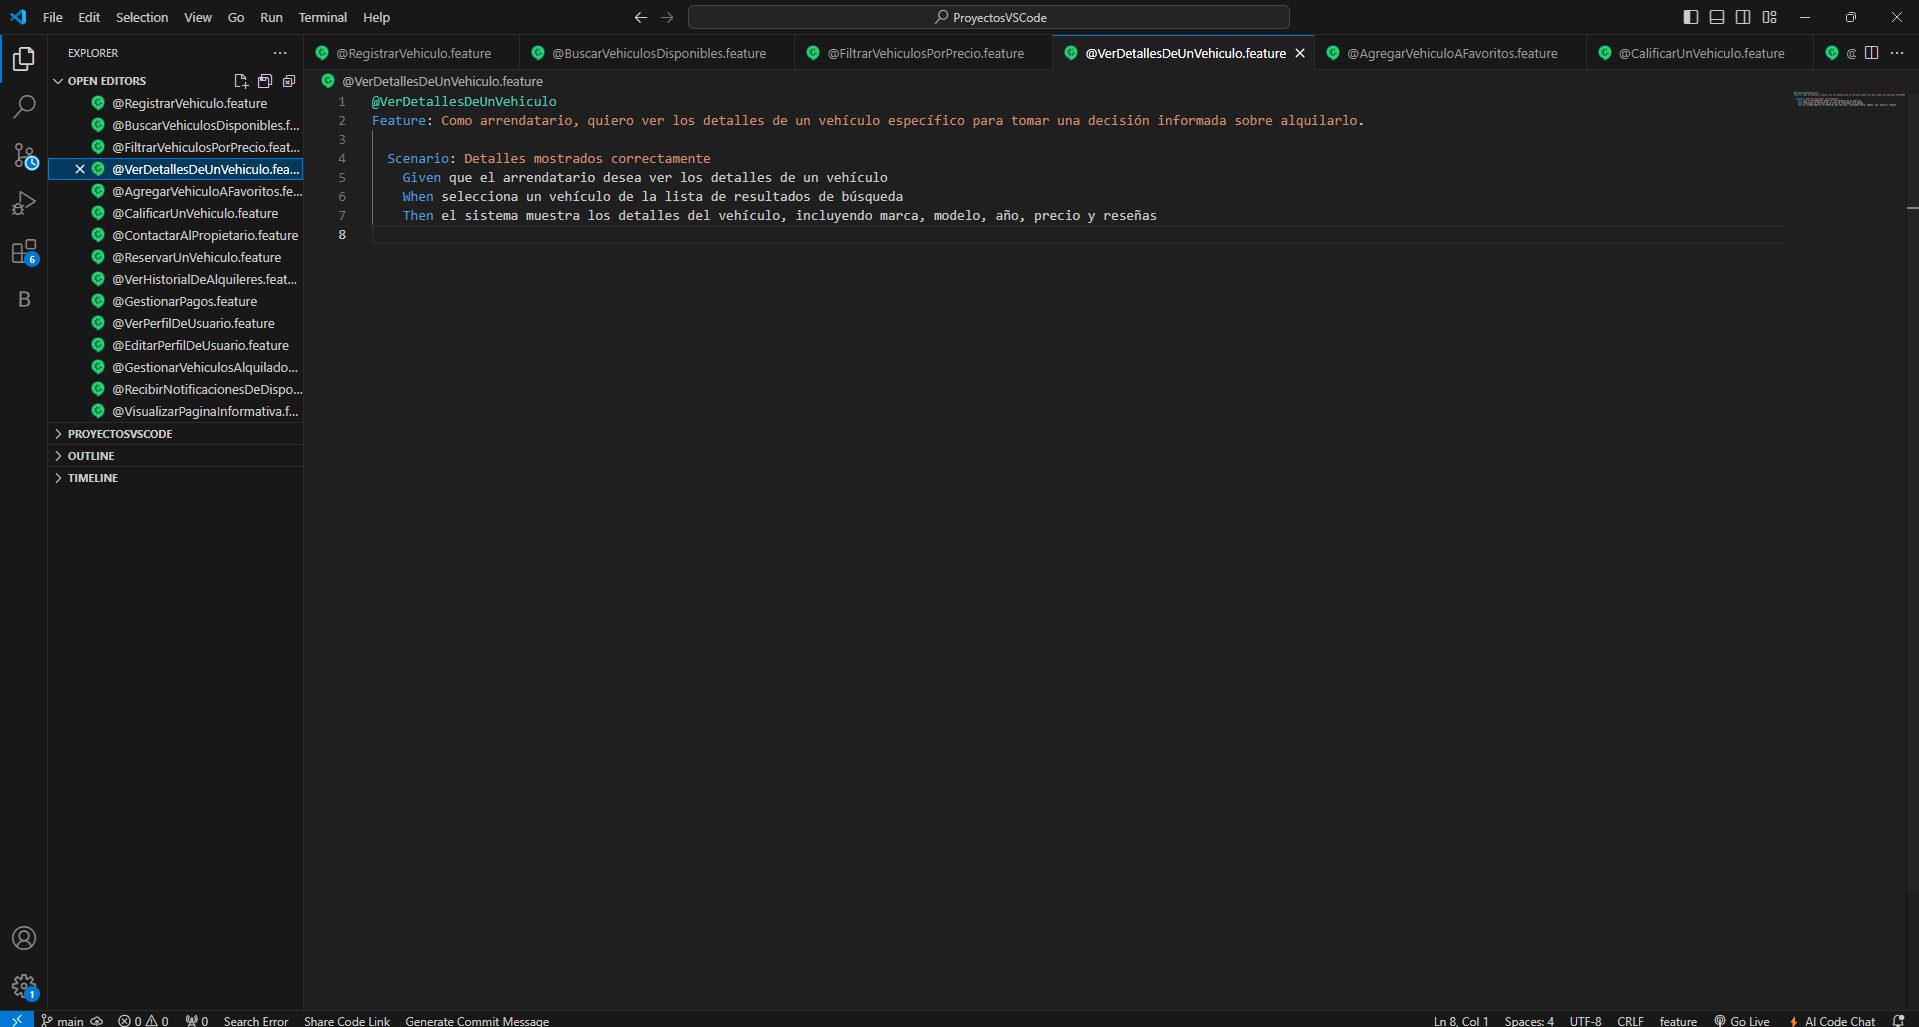 File Edit Selection View Go Run Terminal Help
ProyectosVSCode
EXPLORER
@RegistrarVehiculo.feature @BuscarVehiculosDisponibles.feature @FiltrarVehiculosPorPrecio.feature @VerDetallesDeUnVehiculo.feature @AgregarVehiculoAFavoritos.feature @CalificarUnVehiculo.feature @
OPEN EDITORS
@RegistrarVehiculo.feature
@BuscarVehiculosDisponibles.f...
@FiltrarVehiculosPorPrecio.feat...
@VerDetallesDeUnVehiculo.fea...
@AgregarVehiculoAFavoritos.fe...
@CalificarUnVehiculo.feature
@ContactarAlPropietario.feature
@ReservarUnVehiculo.feature
@VerHistorialDeAlquileres.feat...
@GestionarPagos.feature
@VerPerfilDeUsuario.feature
@EditarPerfilDeUsuario.feature
@GestionarVehiculosAlquilado...
@RecibirNotificacionesDeDispo...
@VisualizarPaginaInformativa.f...
PROYECTOSVSCODE
OUTLINE
TIMELINE
6
B
1
@VerDetallesDeUnVehiculo.feature
1 @VerDetallesDeUnVehiculo
2 Feature: Como arrendatario, quiero ver los detalles de un vehículo específico para tomar una decisión informada sobre alquilarlo.
3
4 Scenario: Detalles mostrados correctamente
5 Given que el arrendatario desea ver los detalles de un vehículo
6 When selecciona un vehículo de la lista de resultados de búsqueda
7 Then el sistema muestra los detalles del vehículo, incluyendo marca, modelo, año, precio y reseñas
8
main 0 0 0 Search Error Share Code Link Generate Commit Message Ln 8, Col 1 Spaces: 4 UTF-8 CRLF feature Go Live AI Code Chat